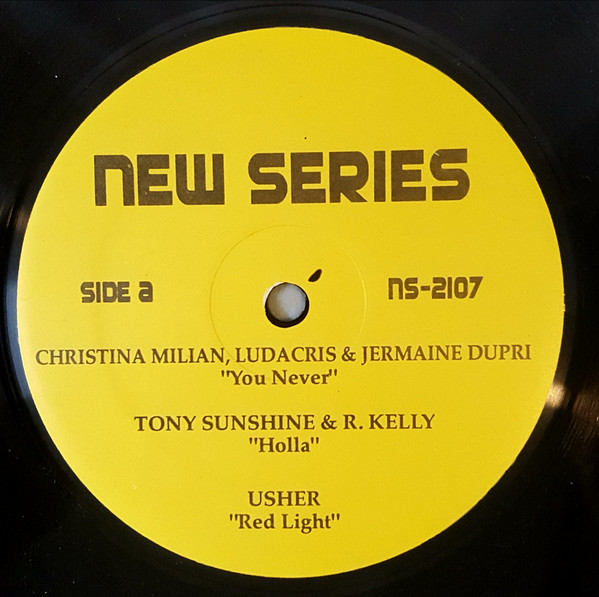 NEW SERIES
SIDE a
NS-2107
CHRISTINA MILIAN, LUDACRIS & JERMAINE DUPRI
"You Never"
TONY SUNSHINE & R. KELLY
"Holla"
USHER
"Red Light"